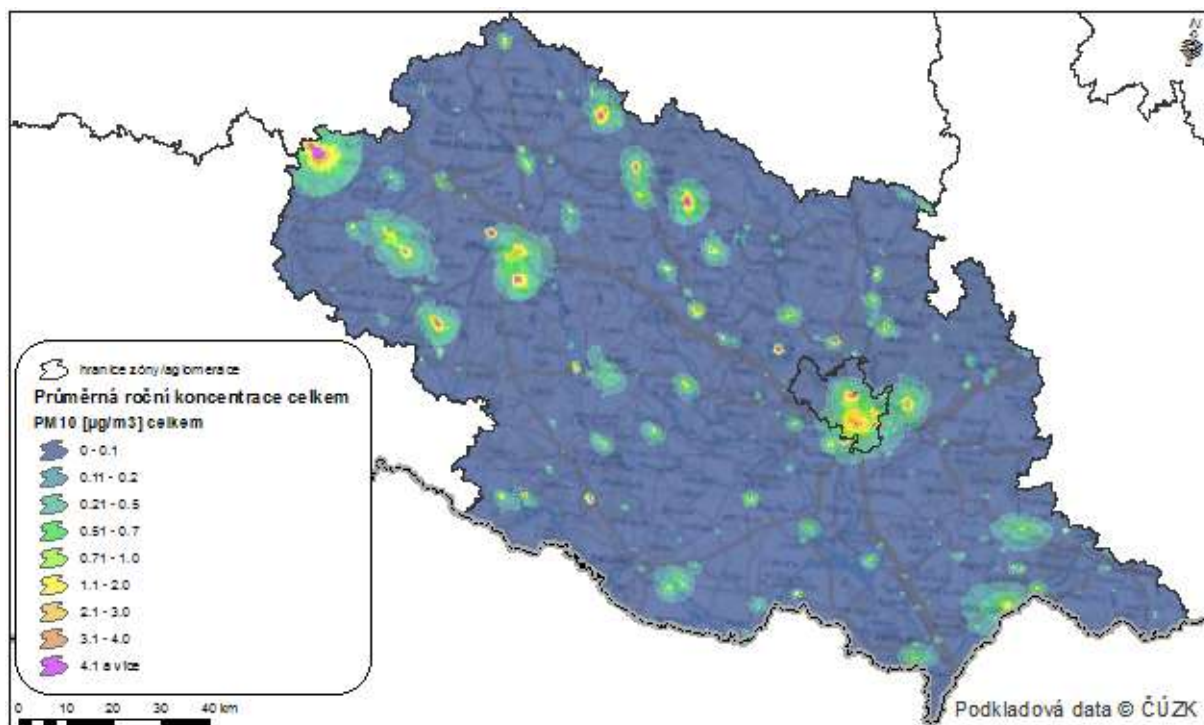 N
hranice zóny/aglomerace
Průměrná roční koncentrace celkem
PM10 [µg/m3] celkem
0 - 0.1
0.11 - 0.2
0.21 - 0.5
0.51 - 0.7
0.71 - 1.0
1.1 - 2.0
2.1 - 3.0
3.1 - 4.0
4.1 a více
0 10 20 30 40 km
Podkladová data © ČÚZK